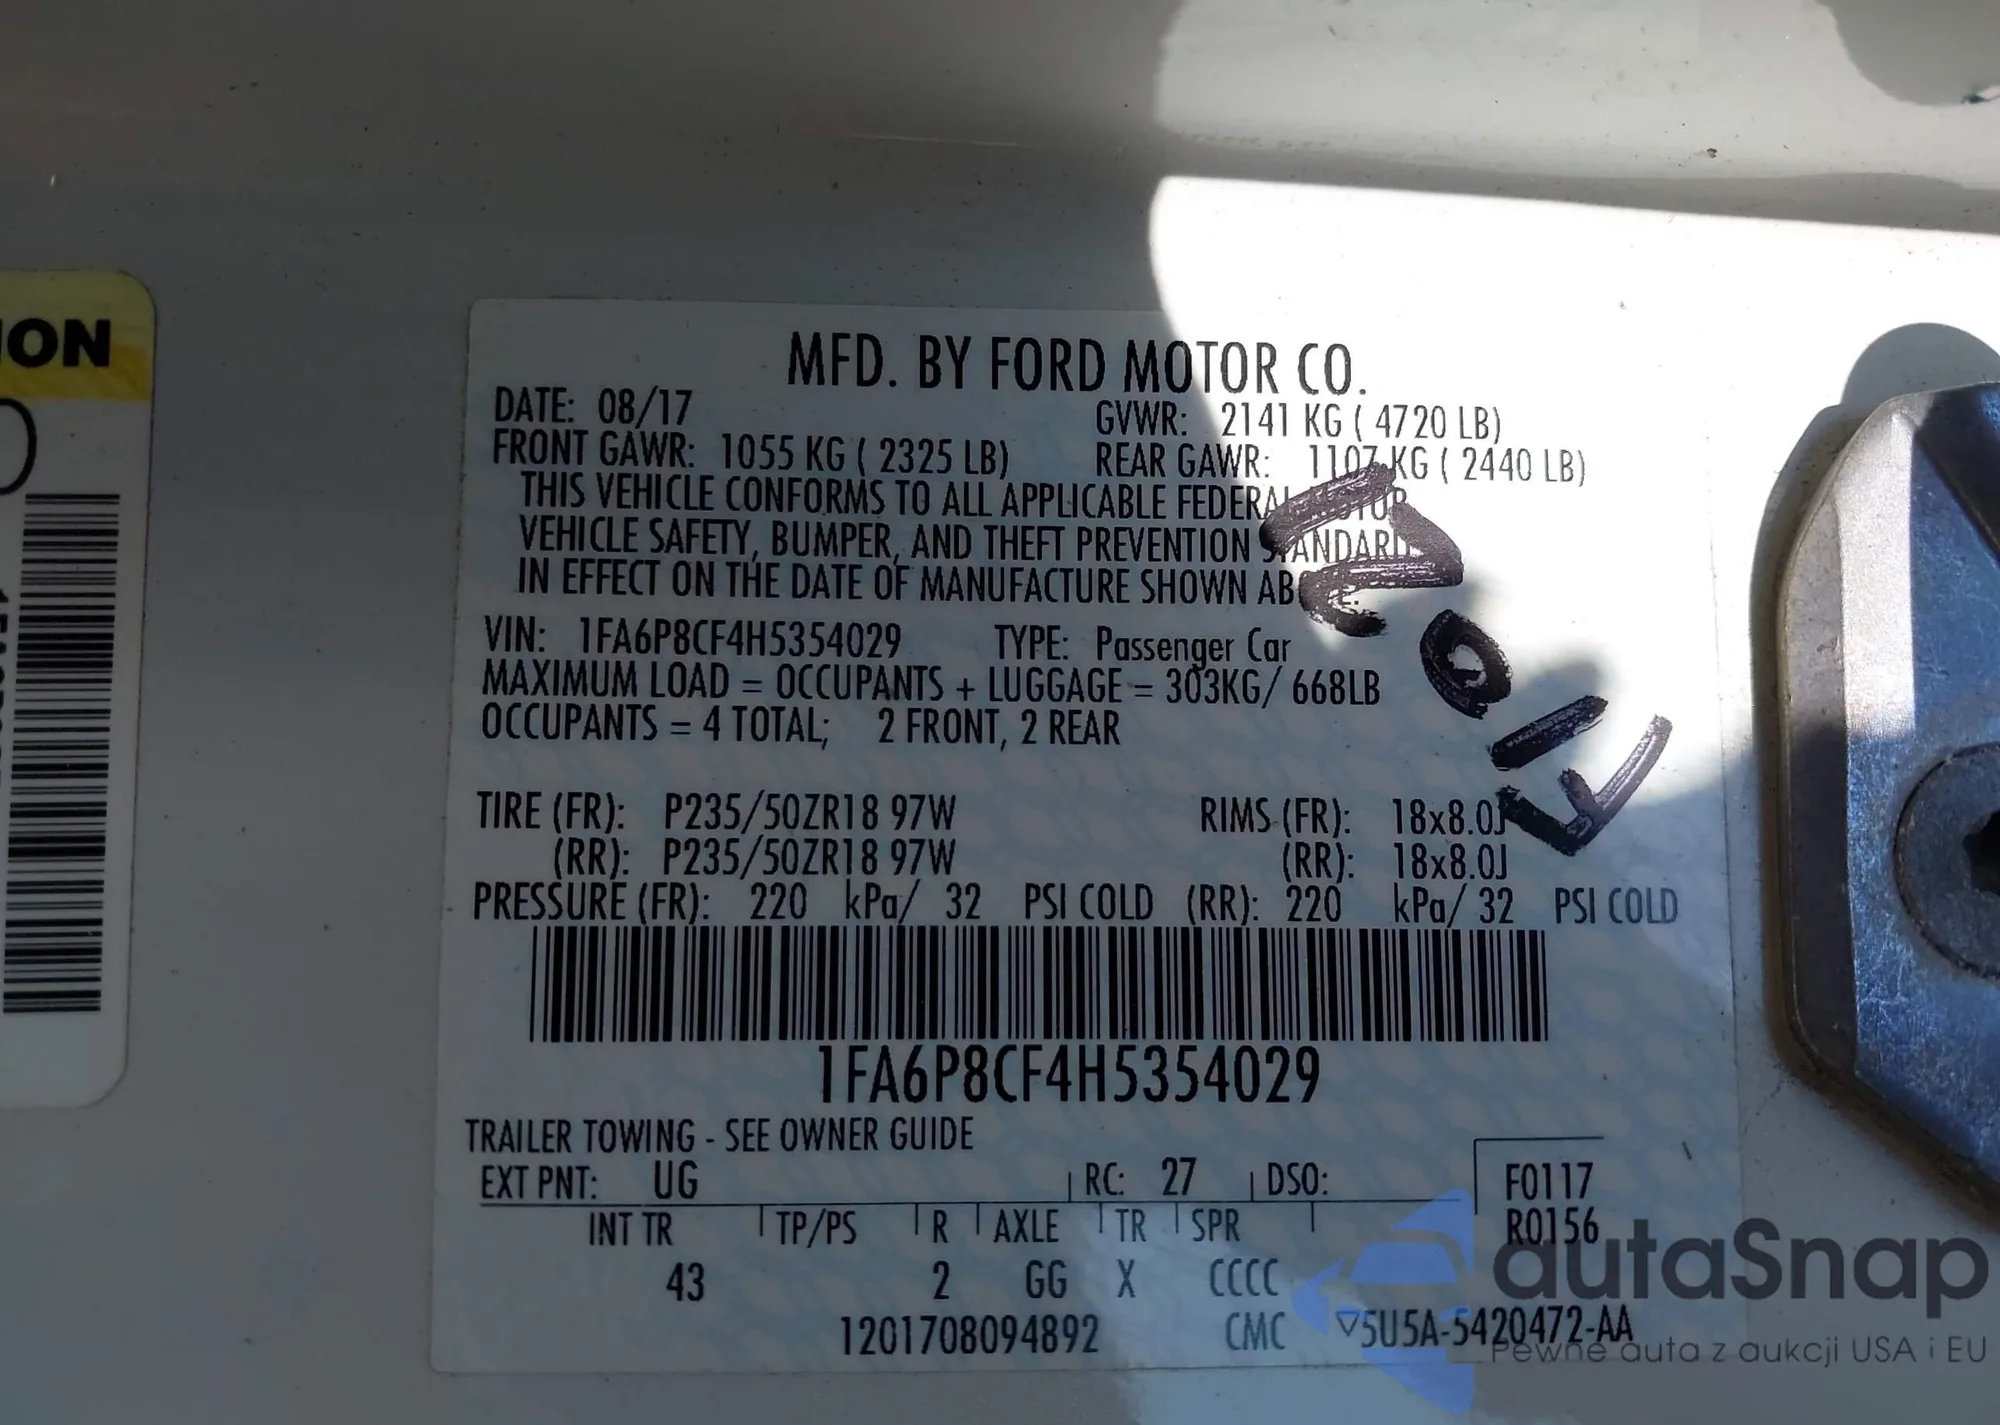 ION
MFD. BY FORD MOTOR CO.
DATE: 08/17 GVWR: 2141 KG ( 4720 LB)
FRONT GAWR: 1055 KG ( 2325 LB) REAR GAWR: 1107 KG ( 2440 LB)
THIS VEHICLE CONFORMS TO ALL APPLICABLE FEDERAL MOTOR
VEHICLE SAFETY, BUMPER, AND THEFT PREVENTION STANDARD
IN EFFECT ON THE DATE OF MANUFACTURE SHOWN AB E.
VIN: 1FA6P8CF4H5354029 TYPE: Passenger Car
MAXIMUM LOAD = OCCUPANTS + LUGGAGE = 303KG/ 668LB
OCCUPANTS = 4 TOTAL; 2 FRONT, 2 REAR
TIRE (FR): P235/50ZR18 97W RIMS (FR): 18x8.0J
(RR): P235/50ZR18 97W (RR): 18x8.0J
PRESSURE (FR): 220 kPa/ 32 PSI COLD (RR): 220 kPa/ 32 PSI COLD
1FA6P8CF4H5354029
TRAILER TOWING - SEE OWNER GUIDE
EXT PNT: UG RC: 27 DSO: F0117
INT TR TP/PS R AXLE TR SPR R0156
43 2 GG X CCCC
1201708094892 CMC ▽5U5A-5420472-AA
autaSnap
Pewne auta z aukcji USA i EU